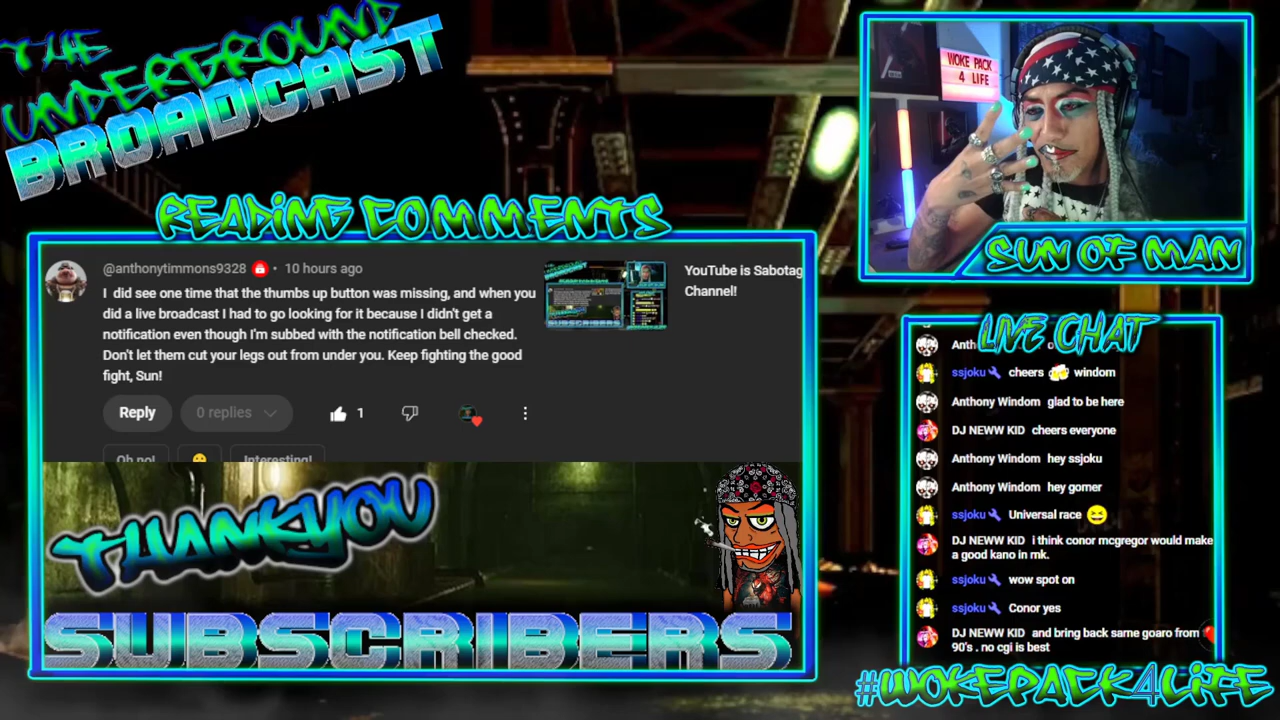 THE
UNDERGROUND
BROADCAST
READING COMMENTS
@anthonytimmons9328 • 10 hours ago
I did see one time that the thumbs up button was missing, and when you
did a live broadcast I had to go looking for it because I didn't get a
notification even though I'm subbed with the notification bell checked.
Don't let them cut your legs out from under you. Keep fighting the good
fight, Sun!
Reply
0 replies
1
Oh no!
Interesting!
YouTube is Sabotag
Channel!
THANKYOU
SUBSCRIBERS
WOKE PACK
4 LIFE
SUN OF MAN
LIVE CHAT
Anth
ssjoku cheers 🍻 windom
Anthony Windom glad to be here
DJ NEWW KID cheers everyone
Anthony Windom hey ssjoku
Anthony Windom hey gomer
ssjoku Universal race 😆
DJ NEWW KID i think conor mcgregor would make
a good kano in mk.
ssjoku wow spot on
ssjoku Conor yes
DJ NEWW KID and bring back same goaro from
90's . no cgi is best
#WOKEPACK4LIFE